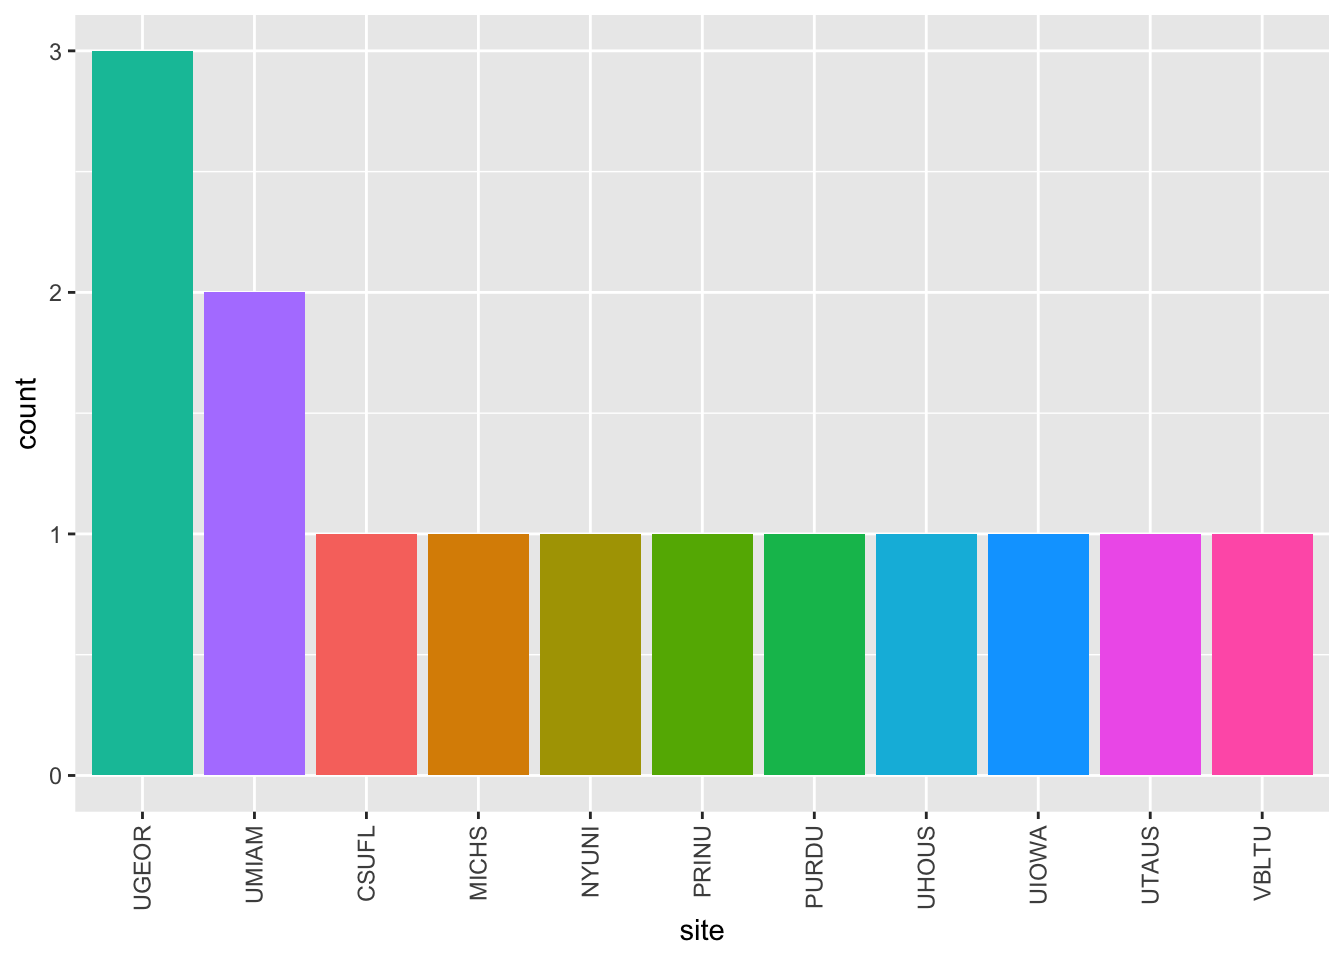 3
2
1
0
count
UGEOR
UMIAM
CSUFL
MICHS
NYUNI
PRINU
PURDU
UHOUS
UIOWA
UTAUS
VBLTU
site